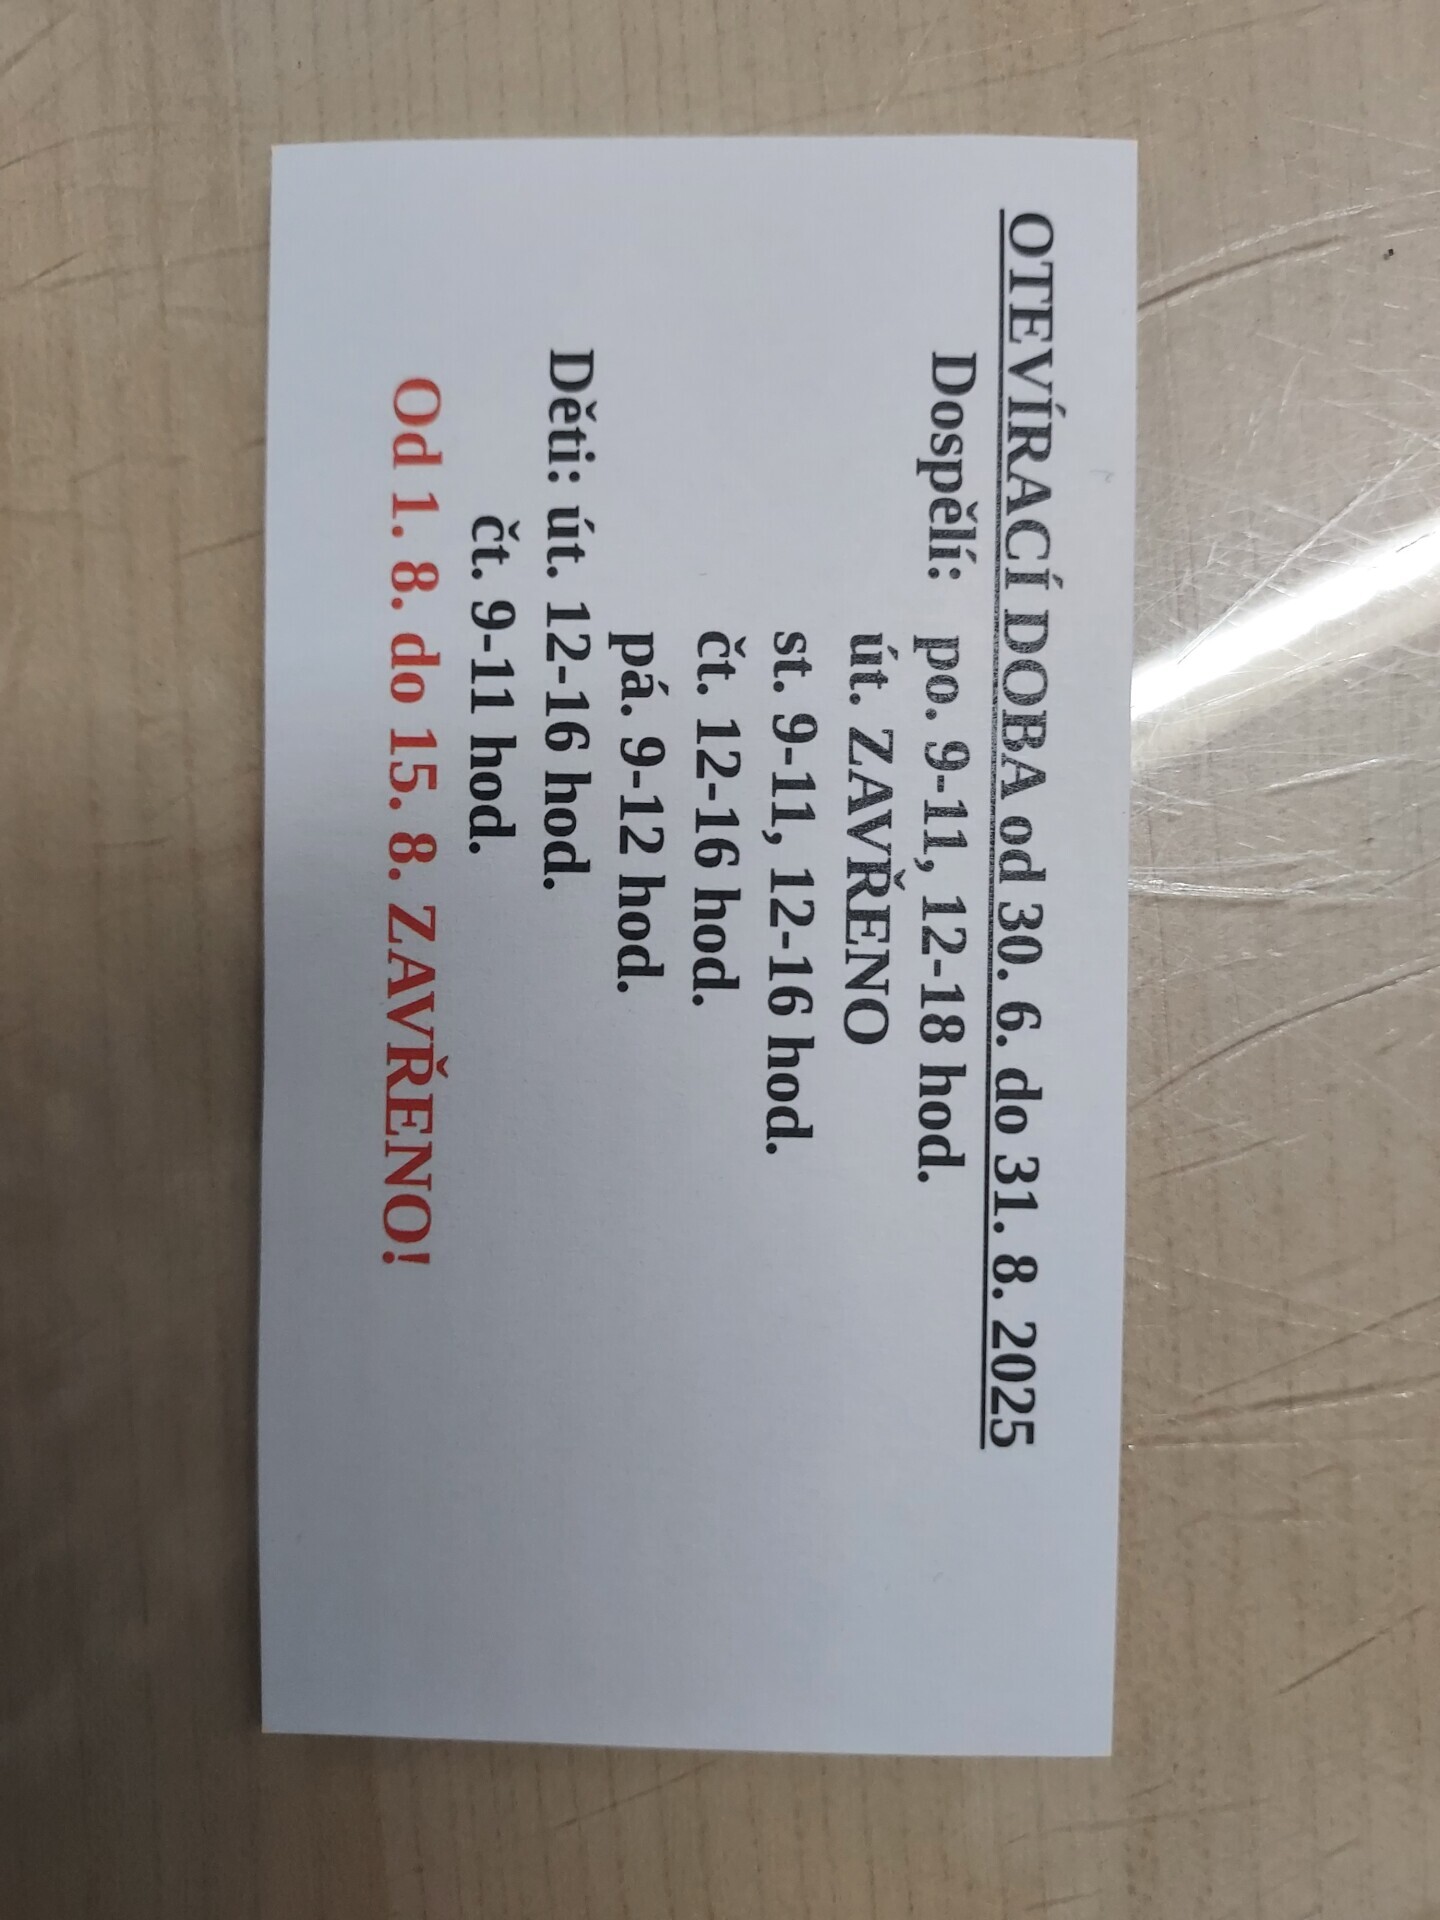 OTEVÍRACÍ DOBA od 30. 6. do 31. 8. 2025
Dospělí: po. 9-11, 12-18 hod.
út. ZAVŘENO
st. 9-11, 12-16 hod.
čt. 12-16 hod.
pá. 9-12 hod.
Děti: út. 12-16 hod.
čt. 9-11 hod.
Od 1. 8. do 15. 8. ZAVŘENO!